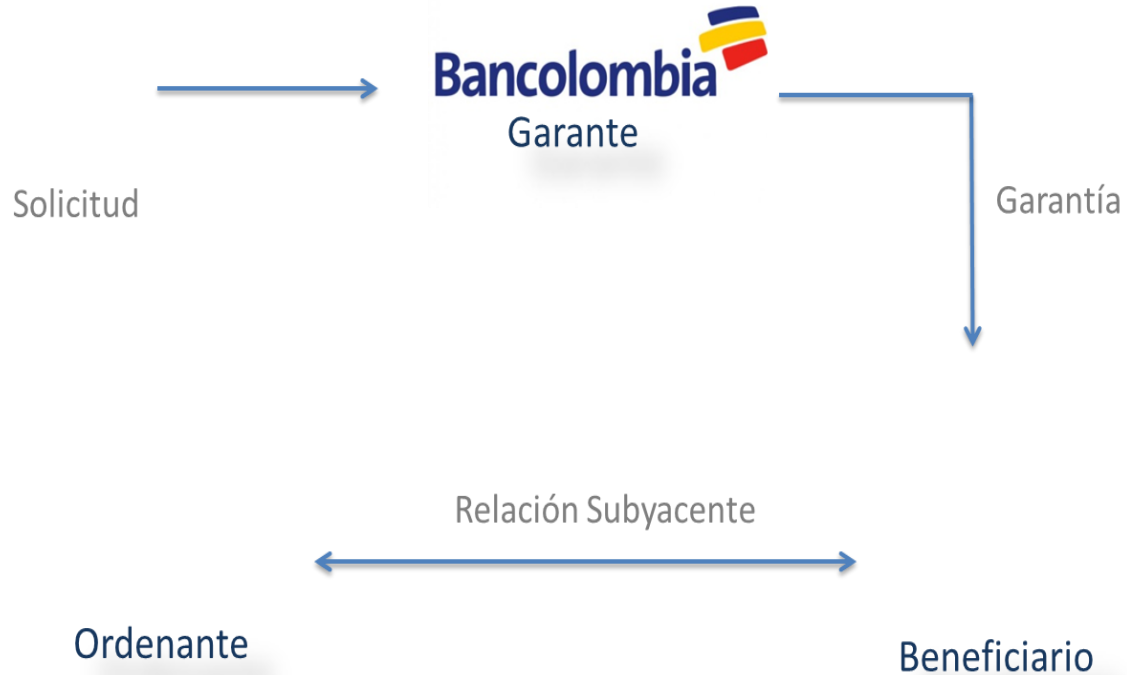 Bancolombia
Garante
Solicitud
Garantía
Relación Subyacente
Ordenante
Beneficiario